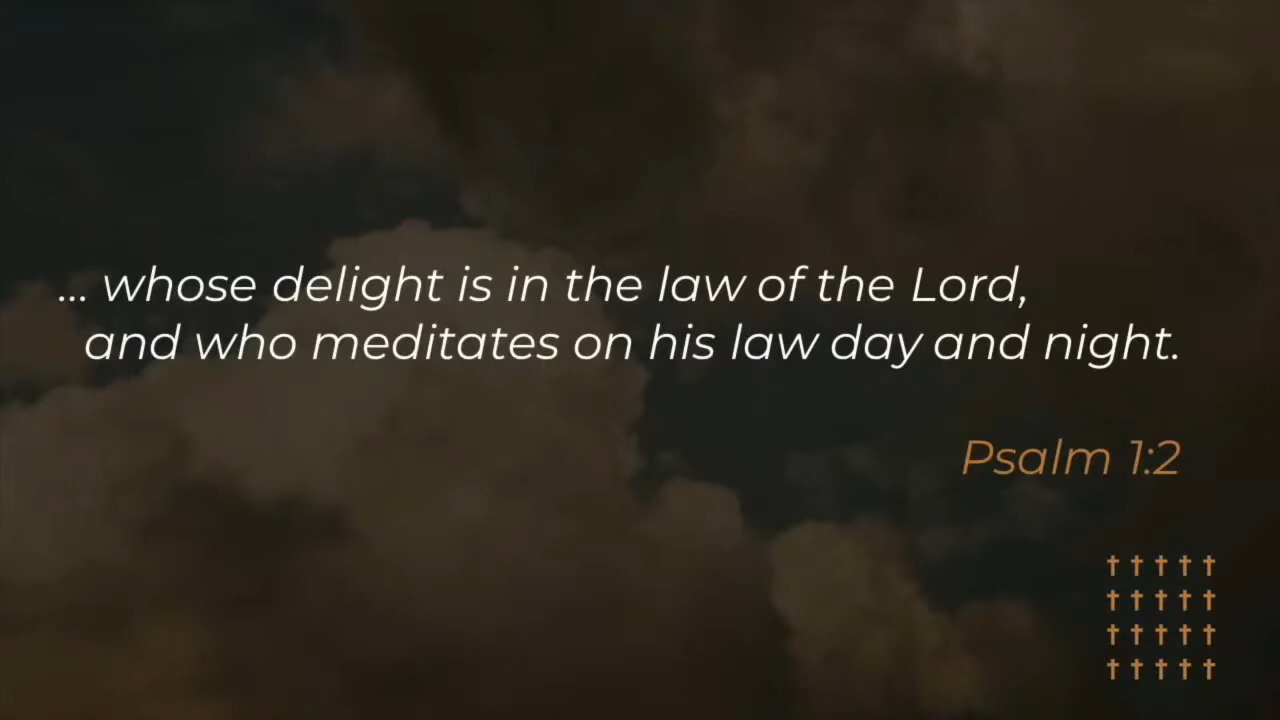 ... whose delight is in the law of the Lord,
and who meditates on his law day and night.
Psalm 1:2